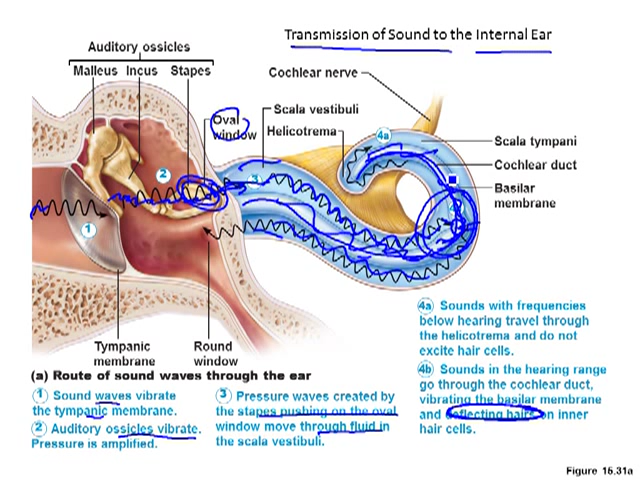 Transmission of Sound to the Internal Ear
Auditory ossicles
Malleus Incus Stapes
Cochlear nerve
Oval
window
Scala vestibuli
Helicotrema
4a
Scala tympani
Cochlear duct
Basilar
membrane
2
3
1
Tympanic
membrane
Round
window
(a) Route of sound waves through the ear
1 Sound waves vibrate
the tympanic membrane.
2 Auditory ossicles vibrate.
Pressure is amplified.
3 Pressure waves created by
the stapes pushing on the oval
window move through fluid in
the scala vestibuli.
4a Sounds with frequencies
below hearing travel through
the helicotrema and do not
excite hair cells.
4b Sounds in the hearing range
go through the cochlear duct,
vibrating the basilar membrane
and deflecting hairs on inner
hair cells.
Figure 15.31a